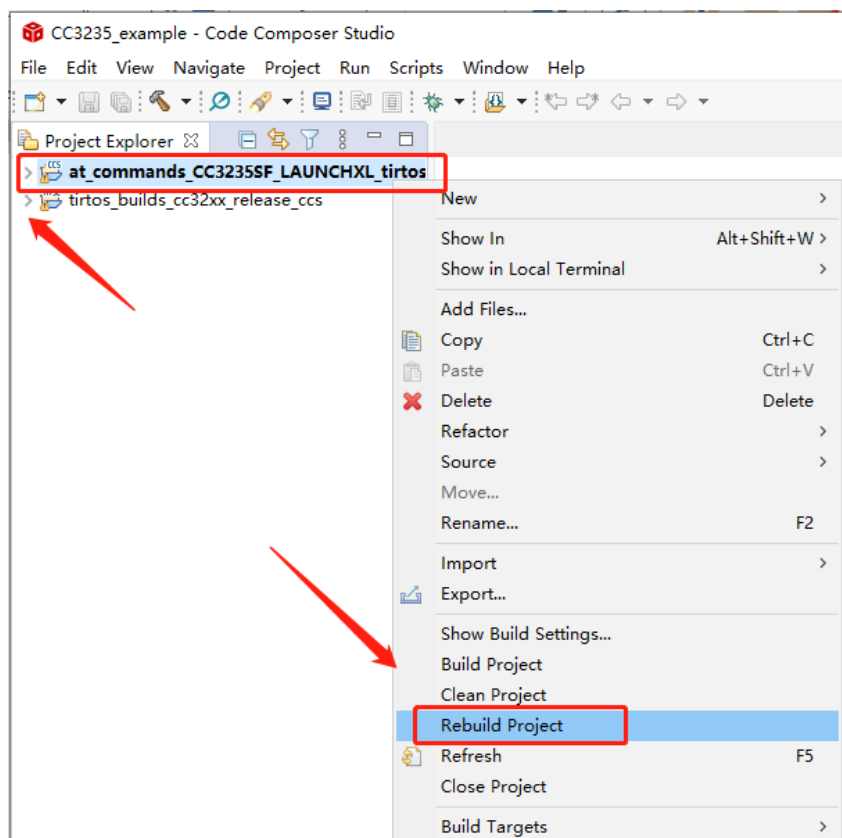 CC3235_example - Code Composer Studio
File Edit View Navigate Project Run Scripts Window Help
Project Explorer
at_commands_CC3235SF_LAUNCHXL_tirtos
tirtos_builds_cc32xx_release_ccs
New
Show In Alt+Shift+W
Show in Local Terminal
Add Files...
Copy Ctrl+C
Paste Ctrl+V
Delete Delete
Refactor
Source
Move...
Rename... F2
Import
Export...
Show Build Settings...
Build Project
Clean Project
Rebuild Project
Refresh F5
Close Project
Build Targets